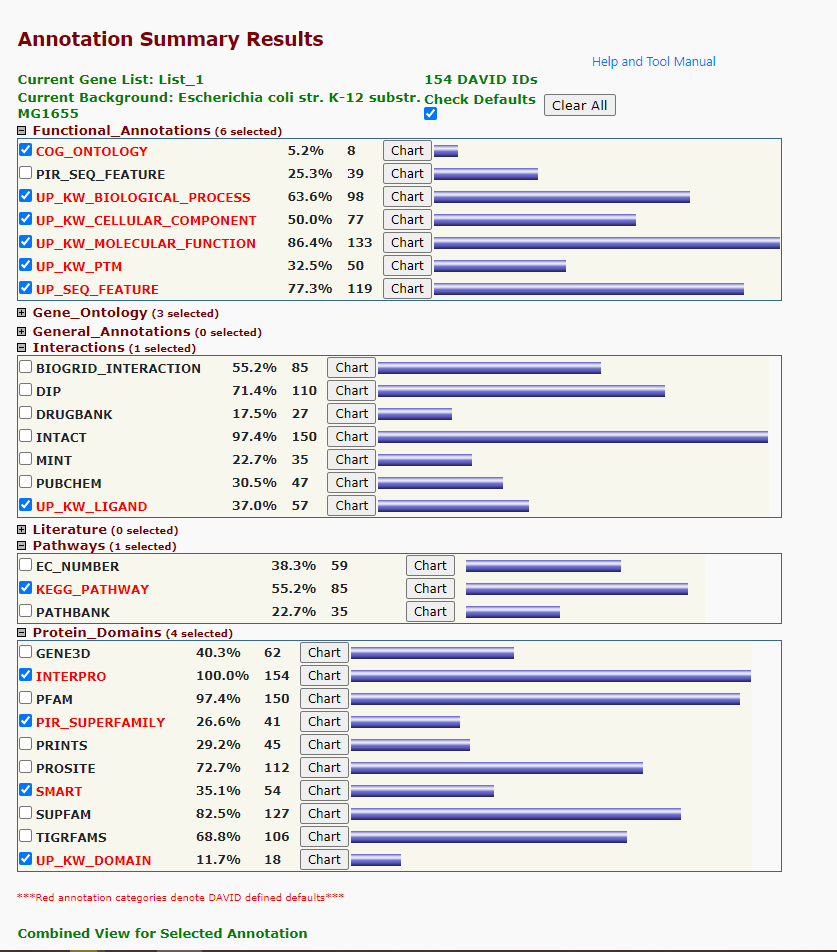 Annotation Summary Results
Help and Tool Manual
Current Gene List: List_1 154 DAVID IDs
Current Background: Escherichia coli str. K-12 substr. MG1655 Check Defaults Clear All
Functional_Annotations (6 selected)
COG_ONTOLOGY 5.2% 8 Chart
PIR_SEQ_FEATURE 25.3% 39 Chart
UP_KW_BIOLOGICAL_PROCESS 63.6% 98 Chart
UP_KW_CELLULAR_COMPONENT 50.0% 77 Chart
UP_KW_MOLECULAR_FUNCTION 86.4% 133 Chart
UP_KW_PTM 32.5% 50 Chart
UP_SEQ_FEATURE 77.3% 119 Chart
Gene_Ontology (3 selected)
General_Annotations (0 selected)
Interactions (1 selected)
BIOGRID_INTERACTION 55.2% 85 Chart
DIP 71.4% 110 Chart
DRUGBANK 17.5% 27 Chart
INTACT 97.4% 150 Chart
MINT 22.7% 35 Chart
PUBCHEM 30.5% 47 Chart
UP_KW_LIGAND 37.0% 57 Chart
Literature (0 selected)
Pathways (1 selected)
EC_NUMBER 38.3% 59 Chart
KEGG_PATHWAY 55.2% 85 Chart
PATHBANK 22.7% 35 Chart
Protein_Domains (4 selected)
GENE3D 40.3% 62 Chart
INTERPRO 100.0% 154 Chart
PFAM 97.4% 150 Chart
PIR_SUPERFAMILY 26.6% 41 Chart
PRINTS 29.2% 45 Chart
PROSITE 72.7% 112 Chart
SMART 35.1% 54 Chart
SUPFAM 82.5% 127 Chart
TIGRFAMS 68.8% 106 Chart
UP_KW_DOMAIN 11.7% 18 Chart
***Red annotation categories denote DAVID defined defaults***
Combined View for Selected Annotation